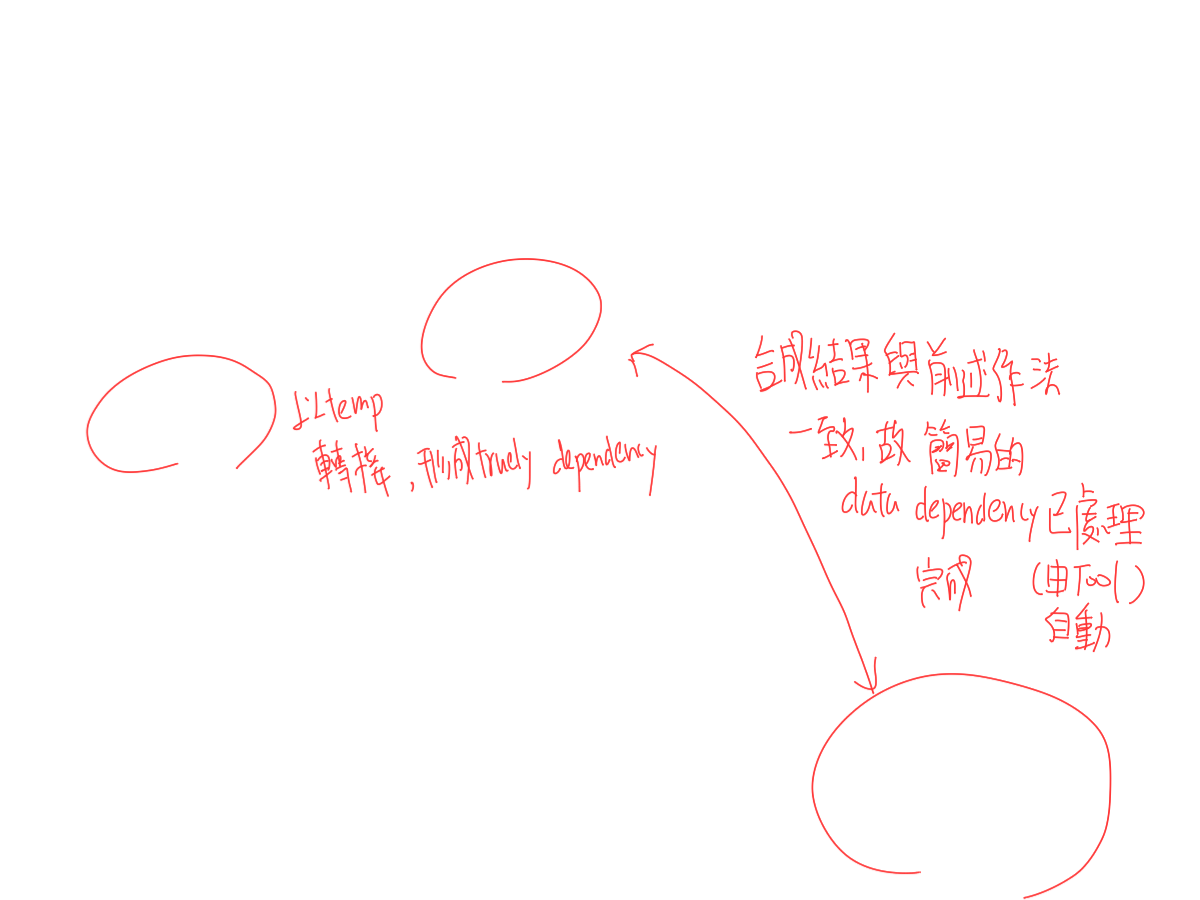 以temp
轉接,形成truely dependency
合成結果與前述作法
一致,故簡易的
data dependency已處理
完成 (由Tool)
自動